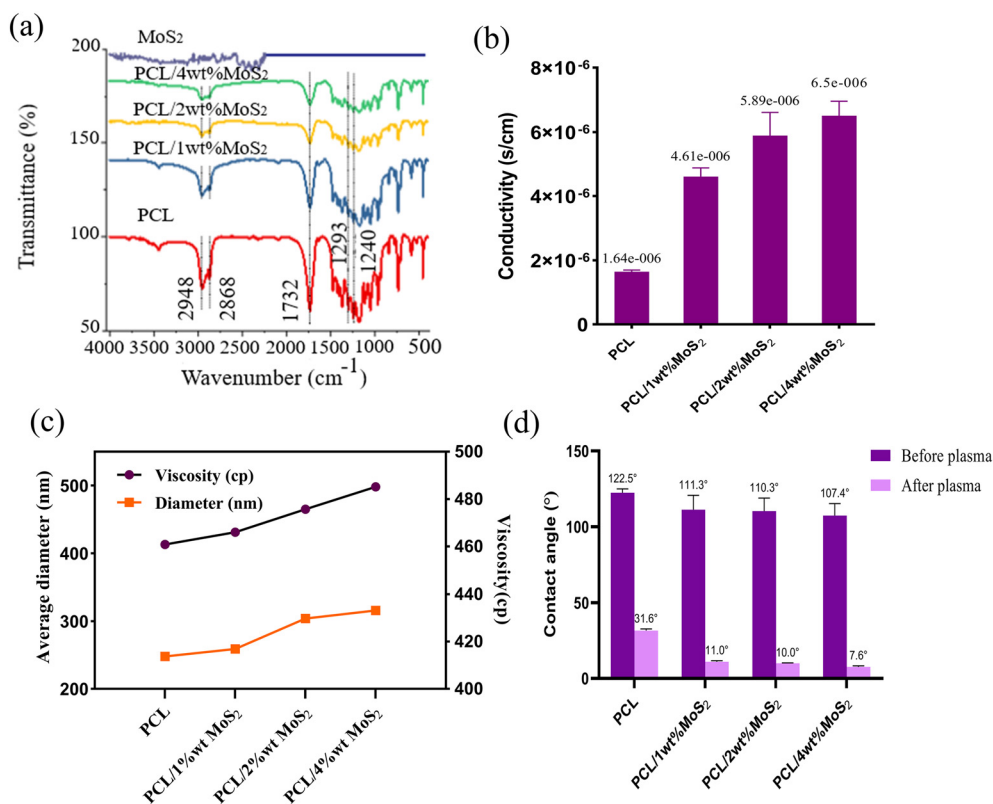 (a)
MoS2
PCL/4wt%MoS2
PCL/2wt%MoS2
PCL/1wt%MoS2
PCL
200
150
100
50
Transmittance (%)
2948
2868
1732
1293
1240
4000 3500 3000 2500 2000 1500 1000 500
Wavenumber (cm-1)
(b)
8×10-6
6×10-6
4×10-6
2×10-6
0
Conductivity (s/cm)
1.64e-006
4.61e-006
5.89e-006
6.5e-006
PCL
PCL/1wt%MoS2
PCL/2wt%MoS2
PCL/4wt%MoS2
(c)
Viscosity (cp)
Diameter (nm)
500
400
300
200
Average diameter (nm)
500
480
460
440
420
400
Viscosity(cp)
PCL
PCL/1%wt MoS2
PCL/2%wt MoS2
PCL/4%wt MoS2
(d)
Before plasma
After plasma
150
100
50
0
Contact angle (°)
122.5°
31.6°
111.3°
11.0°
110.3°
10.0°
107.4°
7.6°
PCL
PCL/1wt%MoS2
PCL/2wt%MoS2
PCL/4wt%MoS2